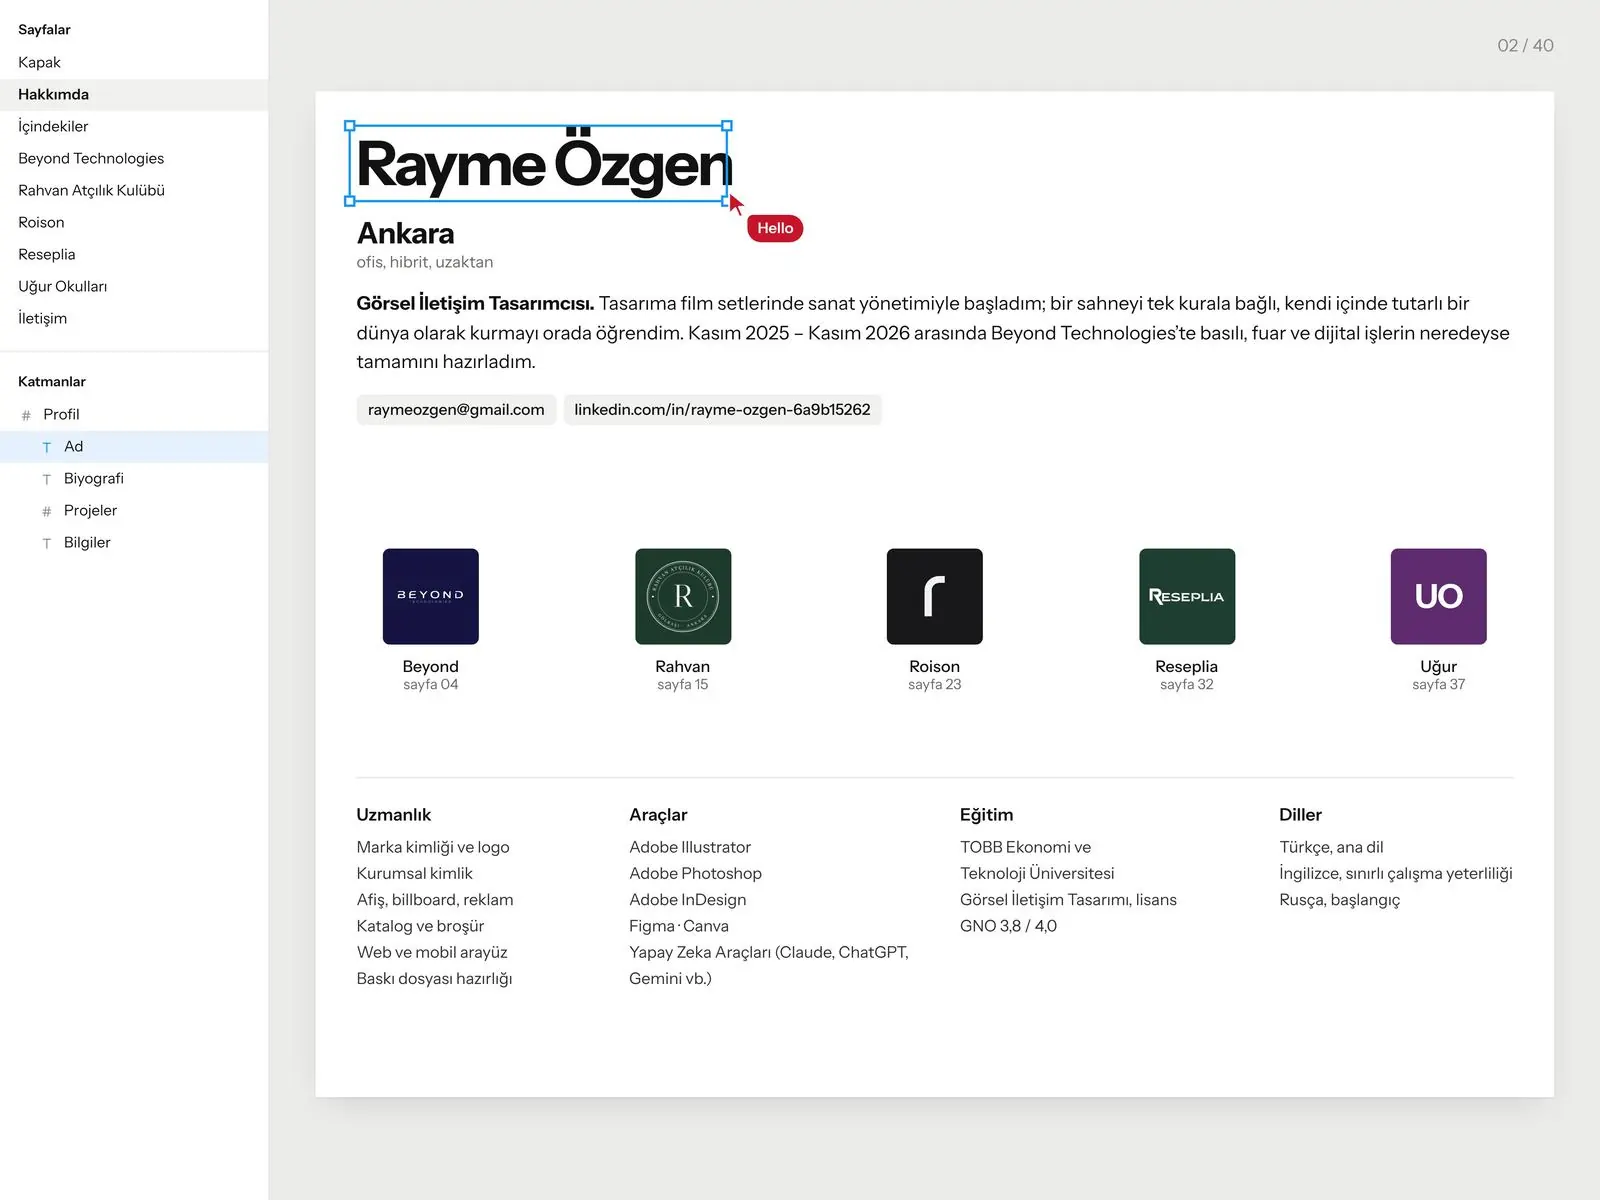 Sayfalar
Kapak
Hakkımda
İçindekiler
Beyond Technologies
Rahvan Atçılık Kulübü
Roison
Reseplia
Uğur Okulları
İletişim
Katmanlar
# Profil
T Ad
T Biyografi
# Projeler
T Bilgiler
02 / 40
Rayme Özgen
Hello
Ankara
ofis, hibrit, uzaktan
Görsel İletişim Tasarımcısı. Tasarıma film setlerinde sanat yönetimiyle başladım; bir sahneyi tek kurala bağlı, kendi içinde tutarlı bir
dünya olarak kurmayı orada öğrendim. Kasım 2025 – Kasım 2026 arasında Beyond Technologies’te basılı, fuar ve dijital işlerin neredeyse
tamamını hazırladım.
raymeozgen@gmail.com
linkedin.com/in/rayme-ozgen-6a9b15262
BEYOND
TECHNOLOGIES
Beyond
sayfa 04
RAHVAN ATÇILIK KULÜBÜ
R
GÖLBAŞI · ANKARA
Rahvan
sayfa 15
r
Roison
sayfa 23
RESEPLIA
Reseplia
sayfa 32
UO
Uğur
sayfa 37
Uzmanlık
Marka kimliği ve logo
Kurumsal kimlik
Afiş, billboard, reklam
Katalog ve broşür
Web ve mobil arayüz
Baskı dosyası hazırlığı
Araçlar
Adobe Illustrator
Adobe Photoshop
Adobe InDesign
Figma · Canva
Yapay Zeka Araçları (Claude, ChatGPT,
Gemini vb.)
Eğitim
TOBB Ekonomi ve
Teknoloji Üniversitesi
Görsel İletişim Tasarımı, lisans
GNO 3,8 / 4,0
Diller
Türkçe, ana dil
İngilizce, sınırlı çalışma yeterliliği
Rusça, başlangıç